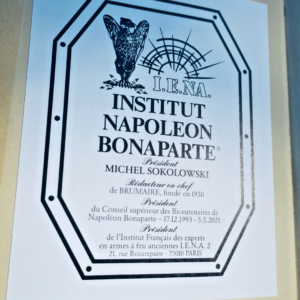 I.E.NA.
INSTITUT
NAPOLEON
BONAPARTE®
Président
MICHEL SOKOLOWSKI
Rédacteur en chef
de BRUMAIRE, fondé en 1930
Président
du Conseil supérieur des Bicentenaires de
Napoléon Bonaparte – 17.12.1993 - 5.5.2021
Président
de l'Institut Français des experts
en armes à feu anciennes I.E.NA. 2
21, rue Beaurepaire - 75010 PARIS